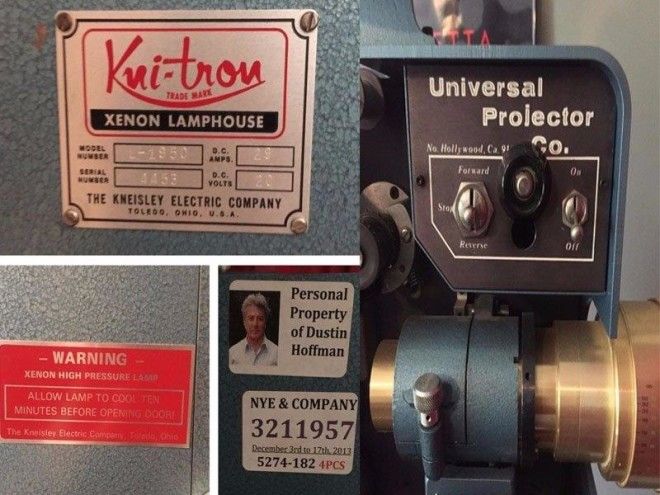 Kni-tron
TRADE MARK
XENON LAMPHOUSE
MODEL NUMBER D.C. AMPS.
SERIAL NUMBER D.C. VOLTS
THE KNEISLEY ELECTRIC COMPANY
TOLEDO, OHIO, U.S.A.
Universal
Projector
Co.
No. Hollywood, Ca.
Forward
On
Stop
Reverse
Off
– WARNING –
XENON HIGH PRESSURE LAMP
ALLOW LAMP TO COOL TEN
MINUTES BEFORE OPENING DOOR!
The Kneisley Electric Company, Toledo, Ohio
Personal
Property
of Dustin
Hoffman
NYE & COMPANY
3211957
December 3rd to 17th, 2013
5274-182 4PCS